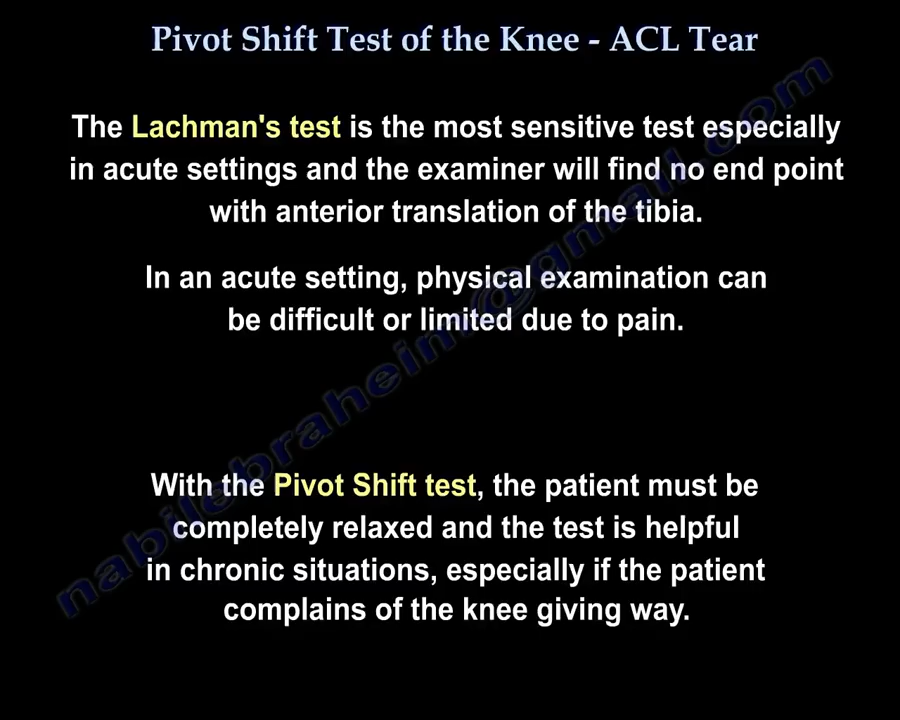 Pivot Shift Test of the Knee - ACL Tear
The Lachman's test is the most sensitive test especially
in acute settings and the examiner will find no end point
with anterior translation of the tibia.
In an acute setting, physical examination can
be difficult or limited due to pain.
With the Pivot Shift test, the patient must be
completely relaxed and the test is helpful
in chronic situations, especially if the patient
complains of the knee giving way.
nabilebraheim@gmail.com